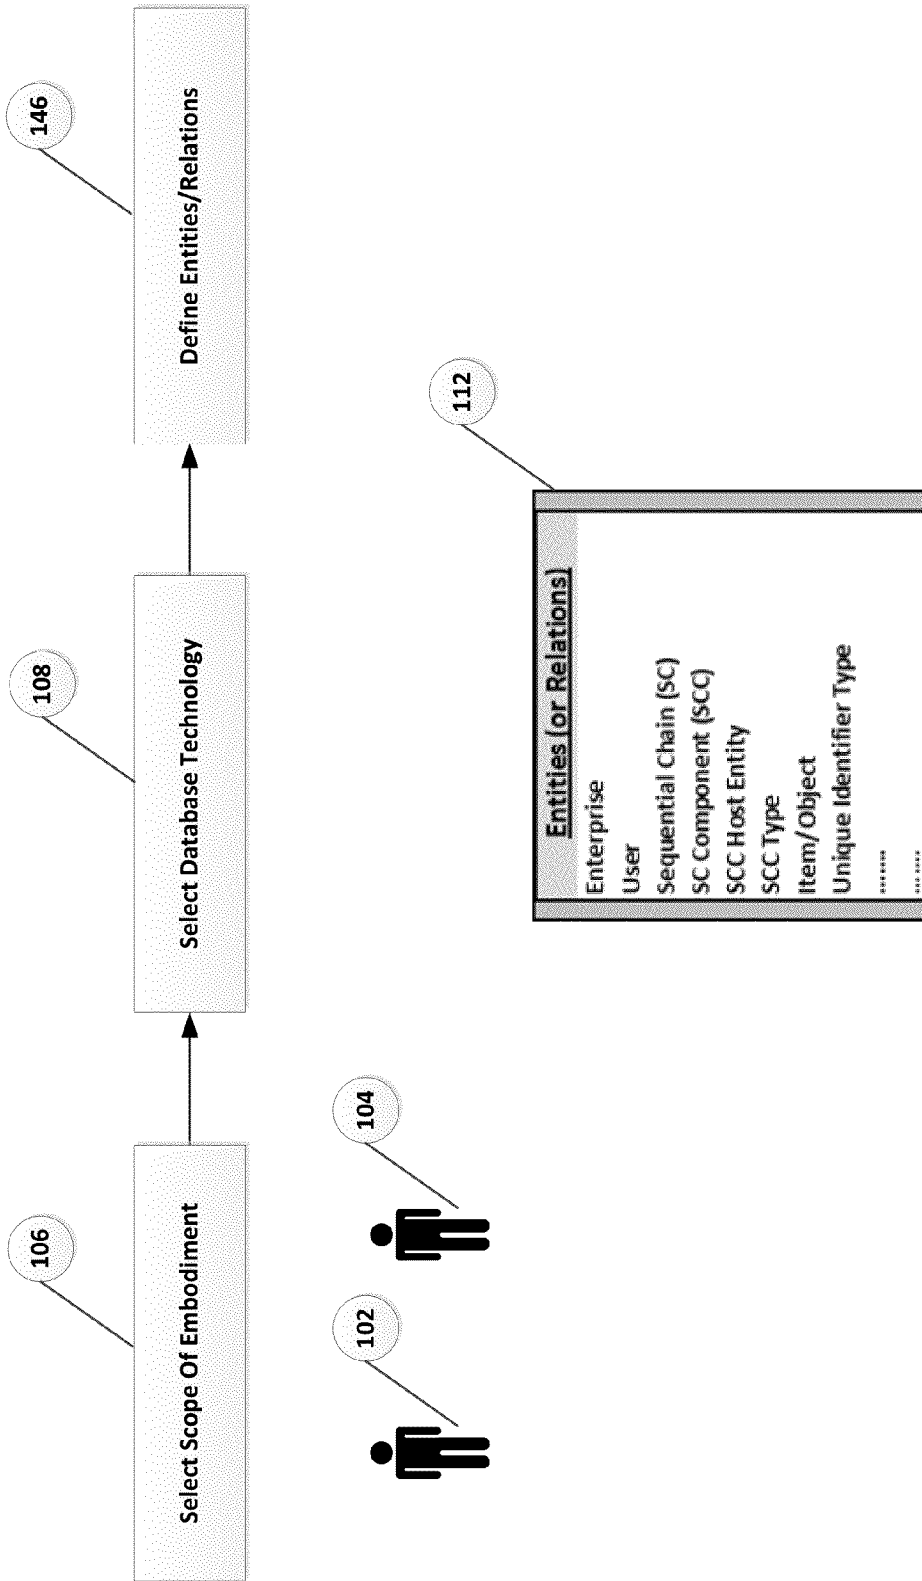 106
108
146
Select Scope Of Embodiment
Select Database Technology
Define Entities/Relations
102
104
112
Entities (or Relations)
Enterprise
User
Sequential Chain (SC)
SC Component (SCC)
SCC Host Entity
SCC Type
Item/Object
Unique Identifier Type
.......
... ....